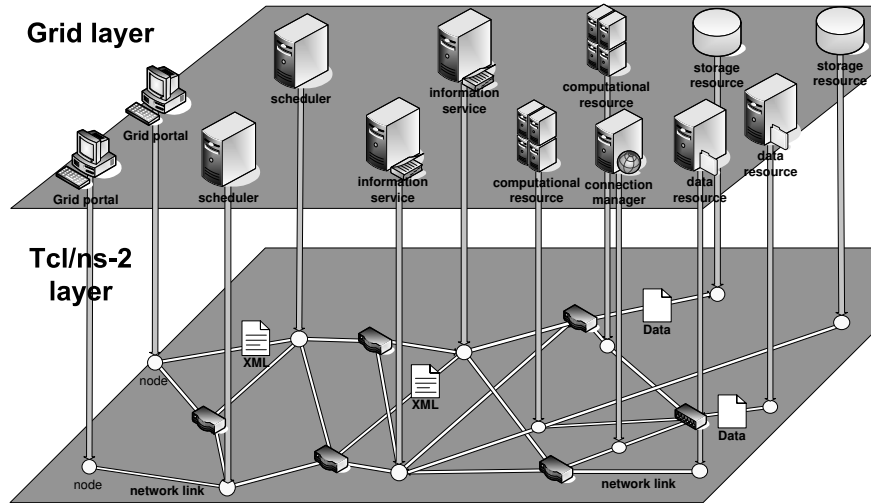 Grid layer
storage
resource
storage
resource
computational
resource
information
service
scheduler
Grid portal
data
resource
Grid portal
scheduler
information
service
computational
resource
connection
manager
data
resource
Tcl/ns-2
layer
Data
XML
node
XML
Data
node
network link
network link